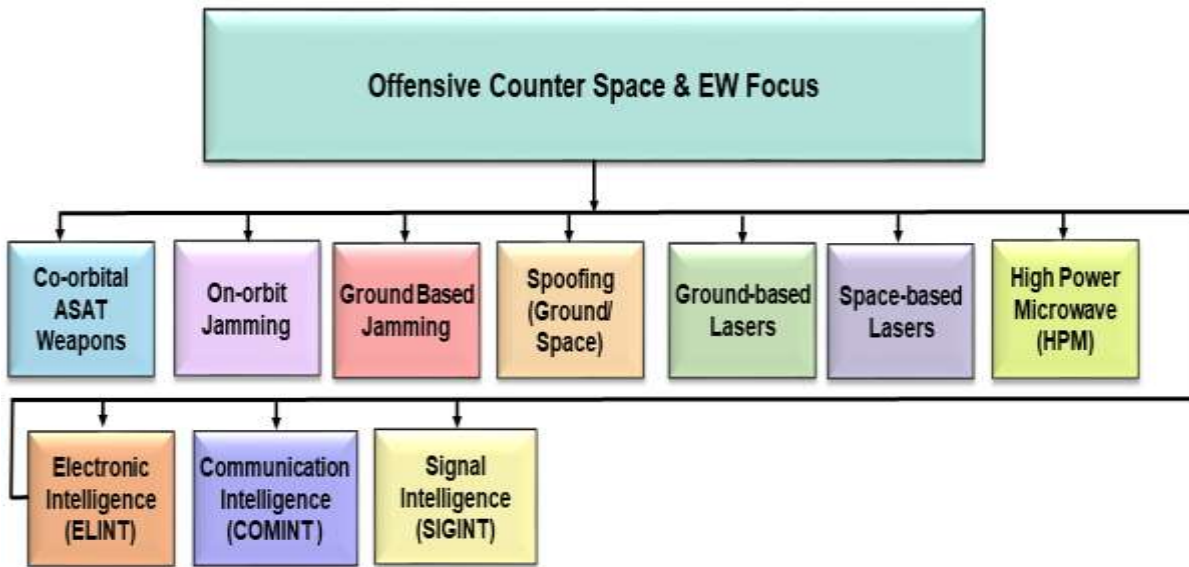 Offensive Counter Space & EW Focus
Co-orbital
ASAT
Weapons
On-orbit
Jamming
Ground Based
Jamming
Spoofing
(Ground/
Space)
Ground-based
Lasers
Space-based
Lasers
High Power
Microwave
(HPM)
Electronic
Intelligence
(ELINT)
Communication
Intelligence
(COMINT)
Signal
Intelligence
(SIGINT)